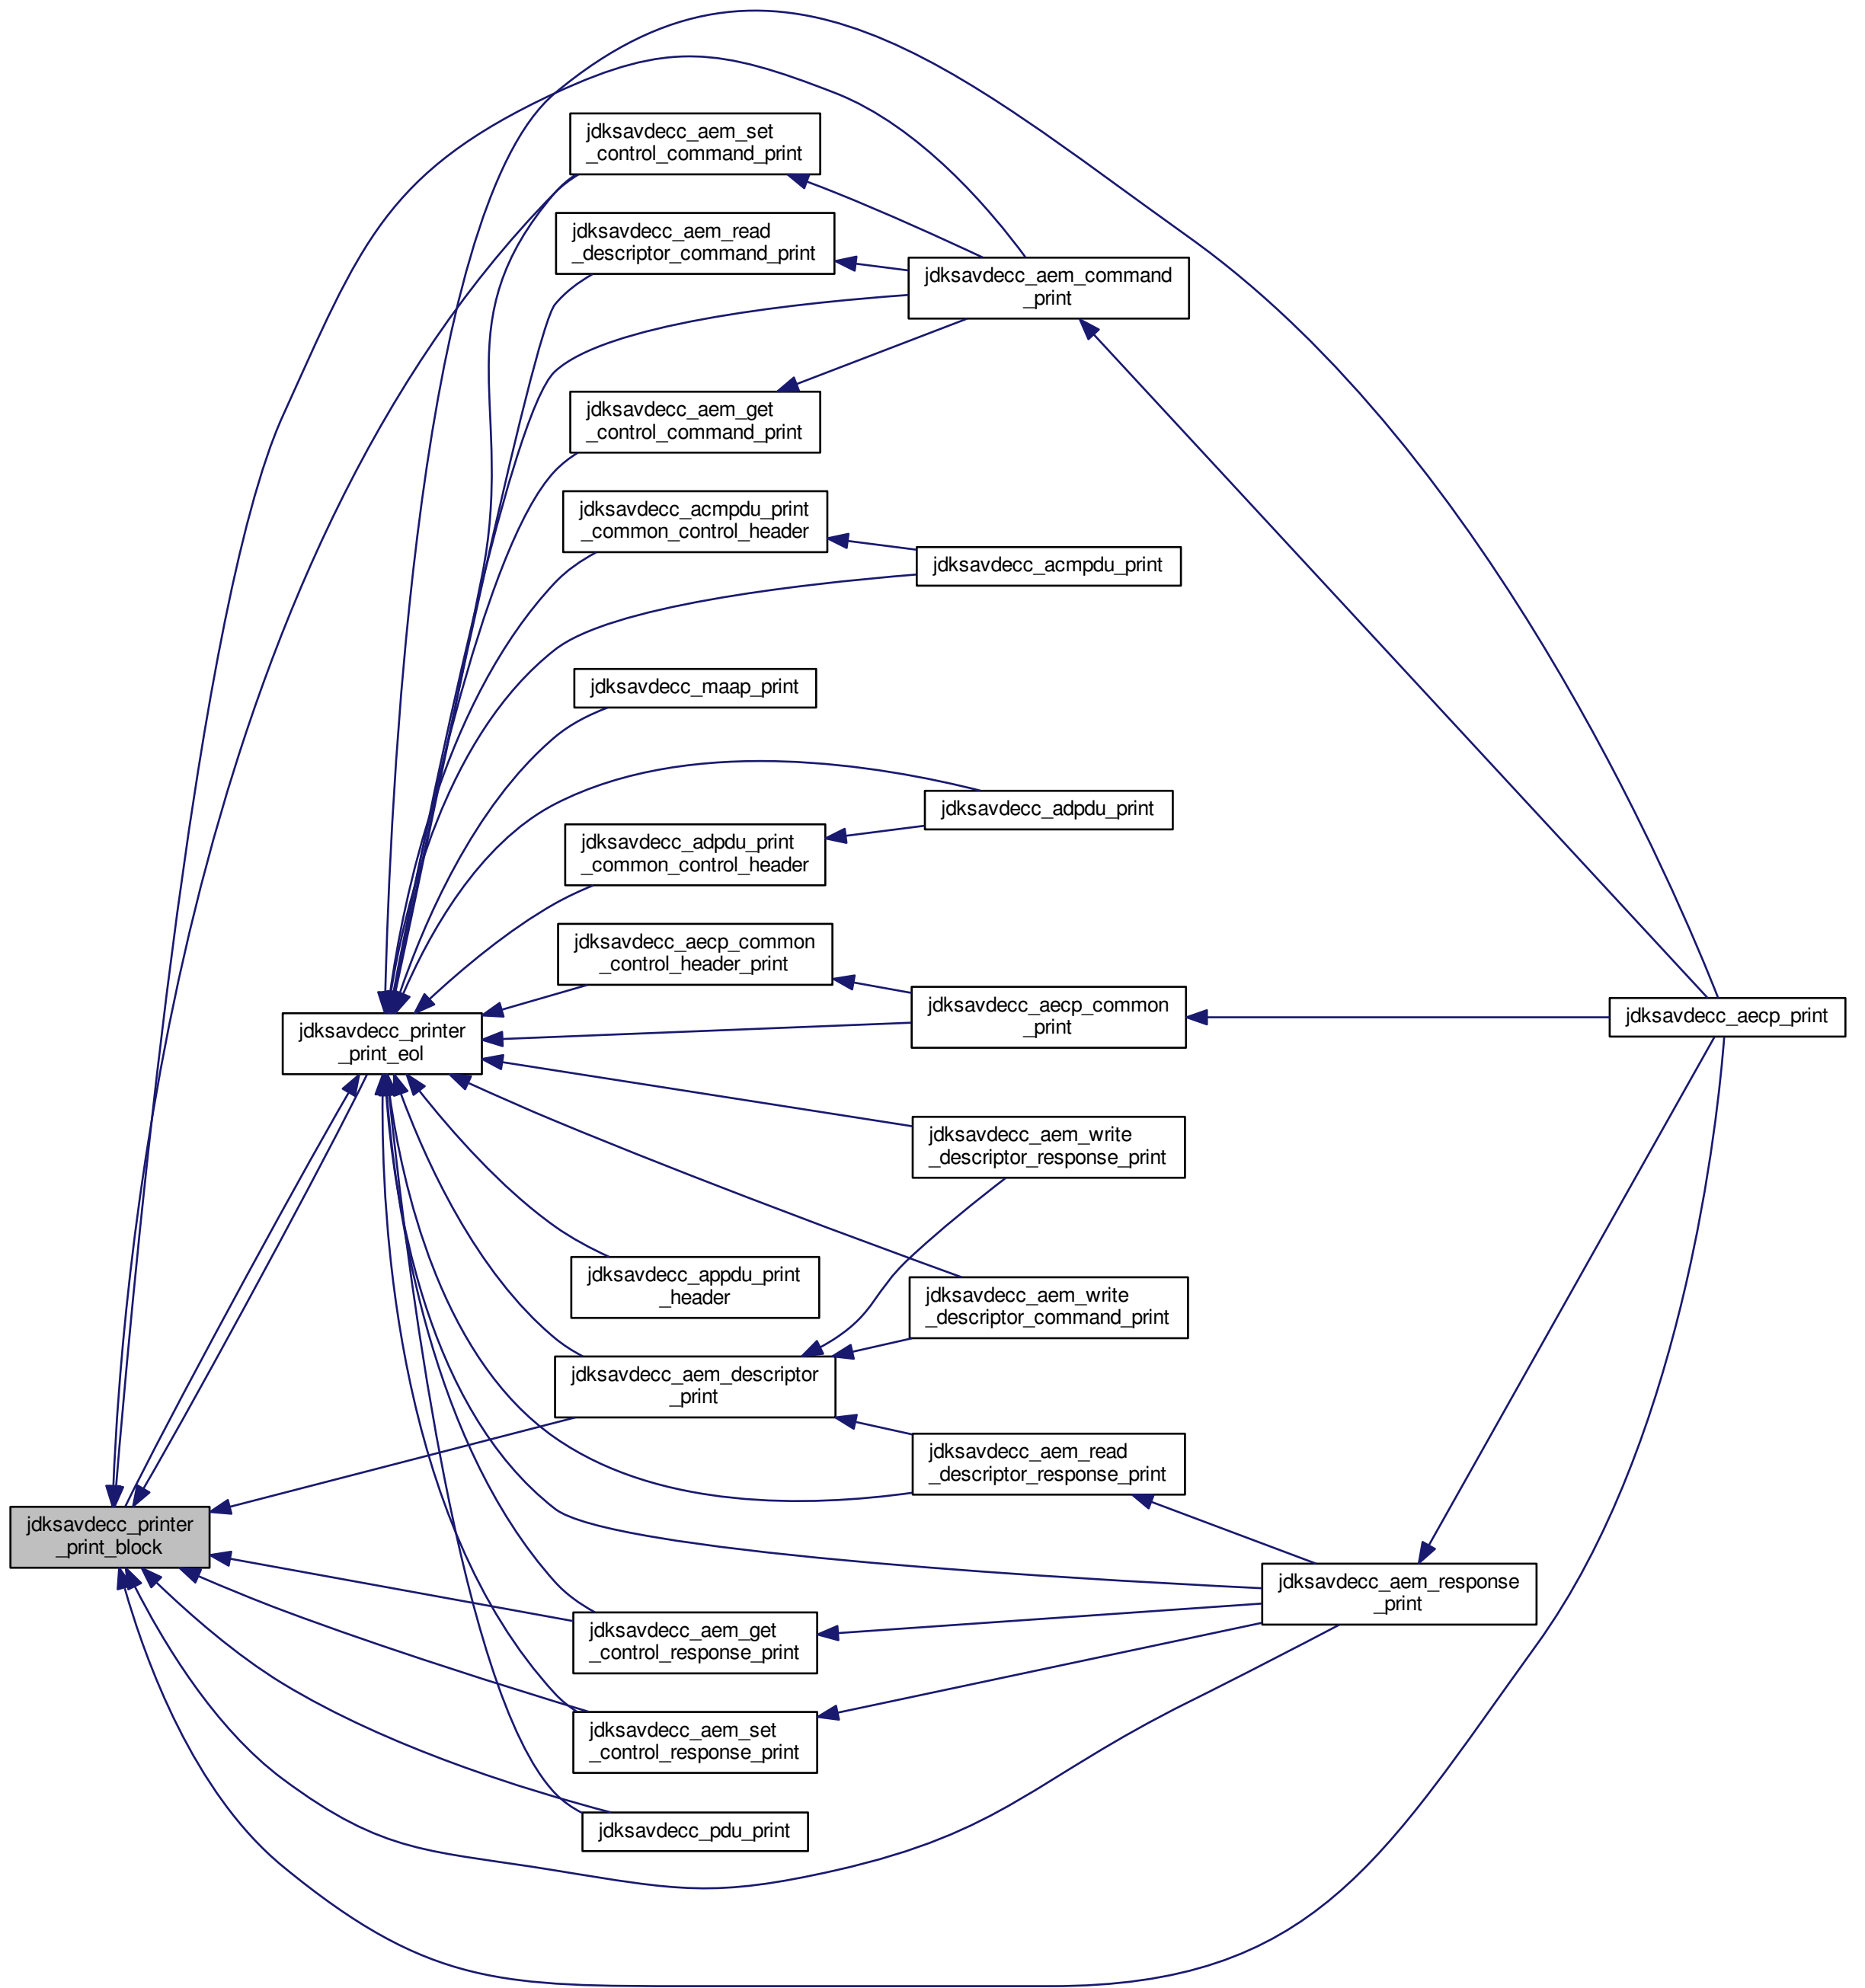 jdksavdecc_aem_set
_control_command_print
jdksavdecc_aem_read
_descriptor_command_print
jdksavdecc_aem_command
_print
jdksavdecc_aem_get
_control_command_print
jdksavdecc_acmpdu_print
_common_control_header
jdksavdecc_acmpdu_print
jdksavdecc_maap_print
jdksavdecc_adpdu_print
jdksavdecc_adpdu_print
_common_control_header
jdksavdecc_aecp_common
_control_header_print
jdksavdecc_aecp_common
_print
jdksavdecc_aecp_print
jdksavdecc_printer
_print_eol
jdksavdecc_aem_write
_descriptor_response_print
jdksavdecc_appdu_print
_header
jdksavdecc_aem_write
_descriptor_command_print
jdksavdecc_aem_descriptor
_print
jdksavdecc_aem_read
_descriptor_response_print
jdksavdecc_printer
_print_block
jdksavdecc_aem_response
_print
jdksavdecc_aem_get
_control_response_print
jdksavdecc_aem_set
_control_response_print
jdksavdecc_pdu_print